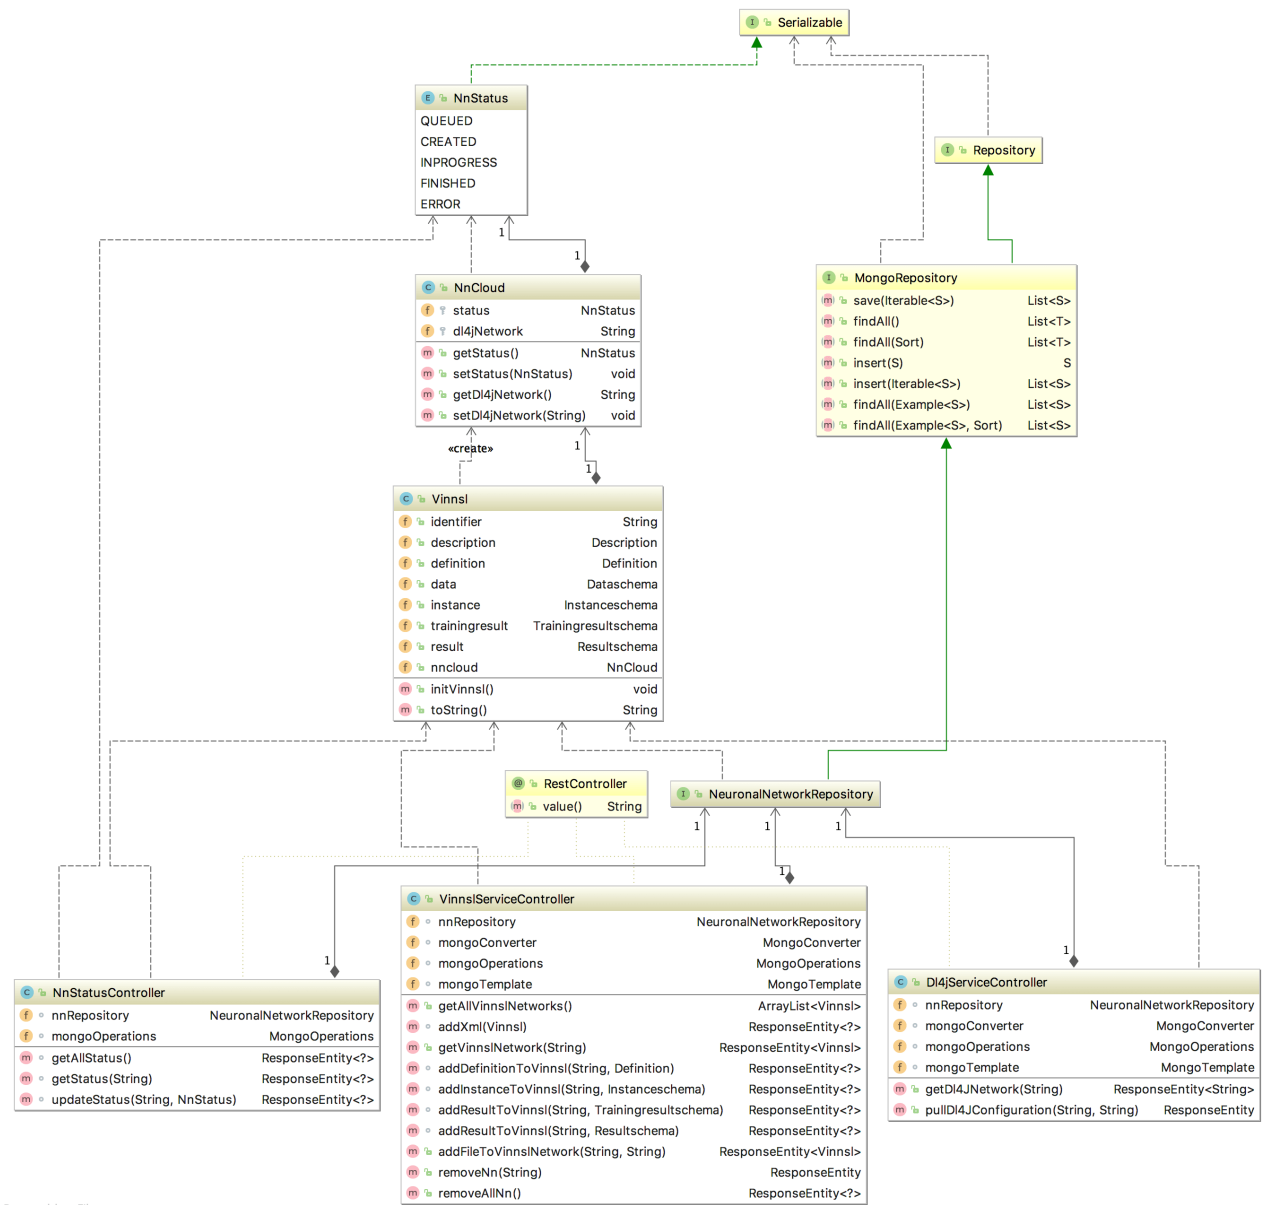 I Serializable
E NnStatus
QUEUED
CREATED
INPROGRESS
FINISHED
ERROR
I Repository
1
1
C NnCloud
f status NnStatus
f dl4jNetwork String
m getStatus() NnStatus
m setStatus(NnStatus) void
m getDl4jNetwork() String
m setDl4jNetwork(String) void
I MongoRepository
m save(Iterable<S>) List<S>
m findAll() List<T>
m findAll(Sort) List<T>
m insert(S) S
m insert(Iterable<S>) List<S>
m findAll(Example<S>) List<S>
m findAll(Example<S>, Sort) List<S>
«create»
1
1
C Vinnsl
f identifier String
f description Description
f definition Definition
f data Dataschema
f instance Instanceschema
f trainingresult Trainingresultschema
f result Resultschema
f nncloud NnCloud
m initVinnsl() void
m toString() String
@ RestController
m value() String
I NeuronalNetworkRepository
1 1 1
1
1
1
C VinnslServiceController
f nnRepository NeuronalNetworkRepository
f mongoConverter MongoConverter
f mongoOperations MongoOperations
f mongoTemplate MongoTemplate
m getAllVinnslNetworks() ArrayList<Vinnsl>
m addXml(Vinnsl) ResponseEntity<?>
m getVinnslNetwork(String) ResponseEntity<Vinnsl>
m addDefinitionToVinnsl(String, Definition) ResponseEntity<?>
m addInstanceToVinnsl(String, Instanceschema) ResponseEntity<?>
m addResultToVinnsl(String, Trainingresultschema) ResponseEntity<?>
m addResultToVinnsl(String, Resultschema) ResponseEntity<?>
m addFileToVinnslNetwork(String, String) ResponseEntity<Vinnsl>
m removeNn(String) ResponseEntity
m removeAllNn() ResponseEntity<?>
C NnStatusController
f nnRepository NeuronalNetworkRepository
f mongoOperations MongoOperations
m getAllStatus() ResponseEntity<?>
m getStatus(String) ResponseEntity<?>
m updateStatus(String, NnStatus) ResponseEntity<?>
C Dl4jServiceController
f nnRepository NeuronalNetworkRepository
f mongoConverter MongoConverter
f mongoOperations MongoOperations
f mongoTemplate MongoTemplate
m getDl4JNetwork(String) ResponseEntity<String>
m pullDl4JConfiguration(String, String) ResponseEntity